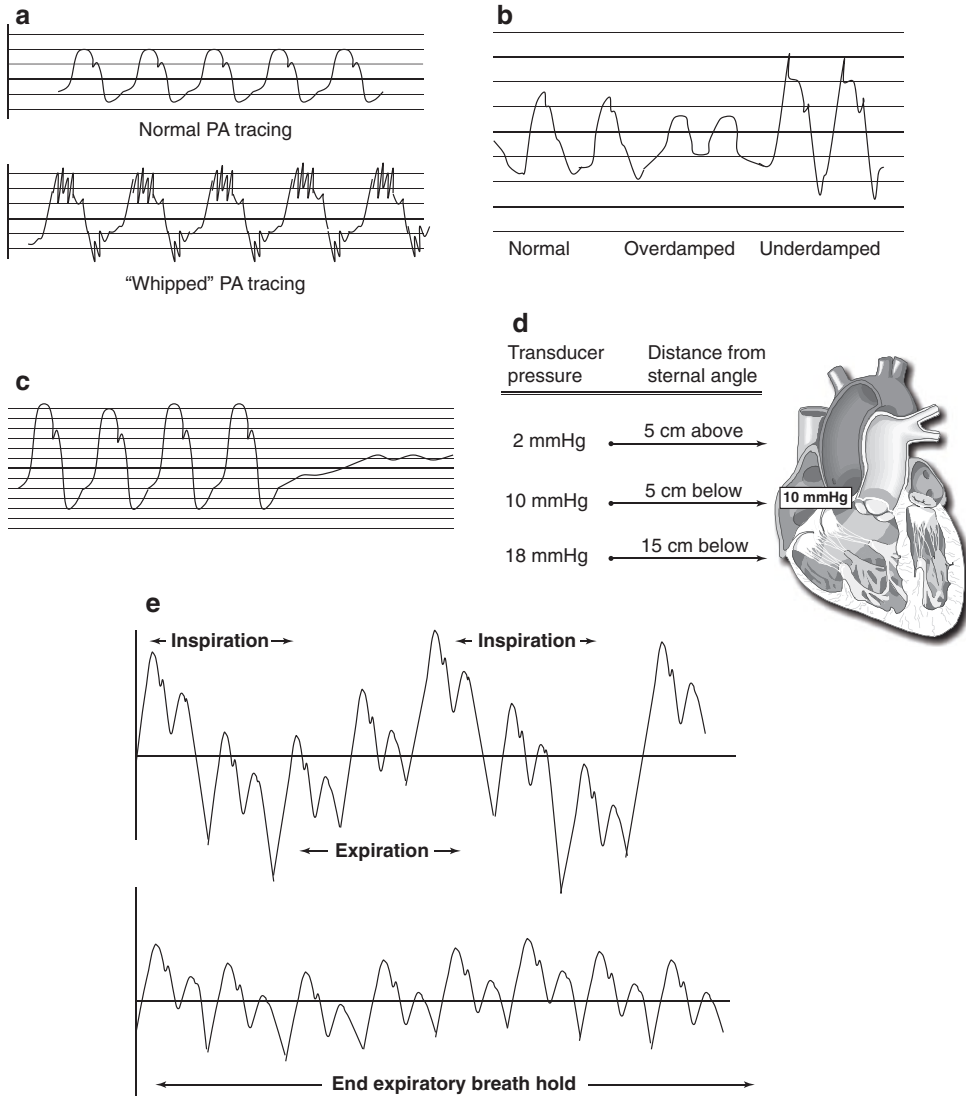 a
Normal PA tracing
“Whipped” PA tracing
b
Normal Overdamped Underdamped
c
d
Transducer pressure
Distance from sternal angle
2 mmHg 5 cm above
10 mmHg 5 cm below 10 mmHg
18 mmHg 15 cm below
e
Inspiration Inspiration
Expiration
End expiratory breath hold